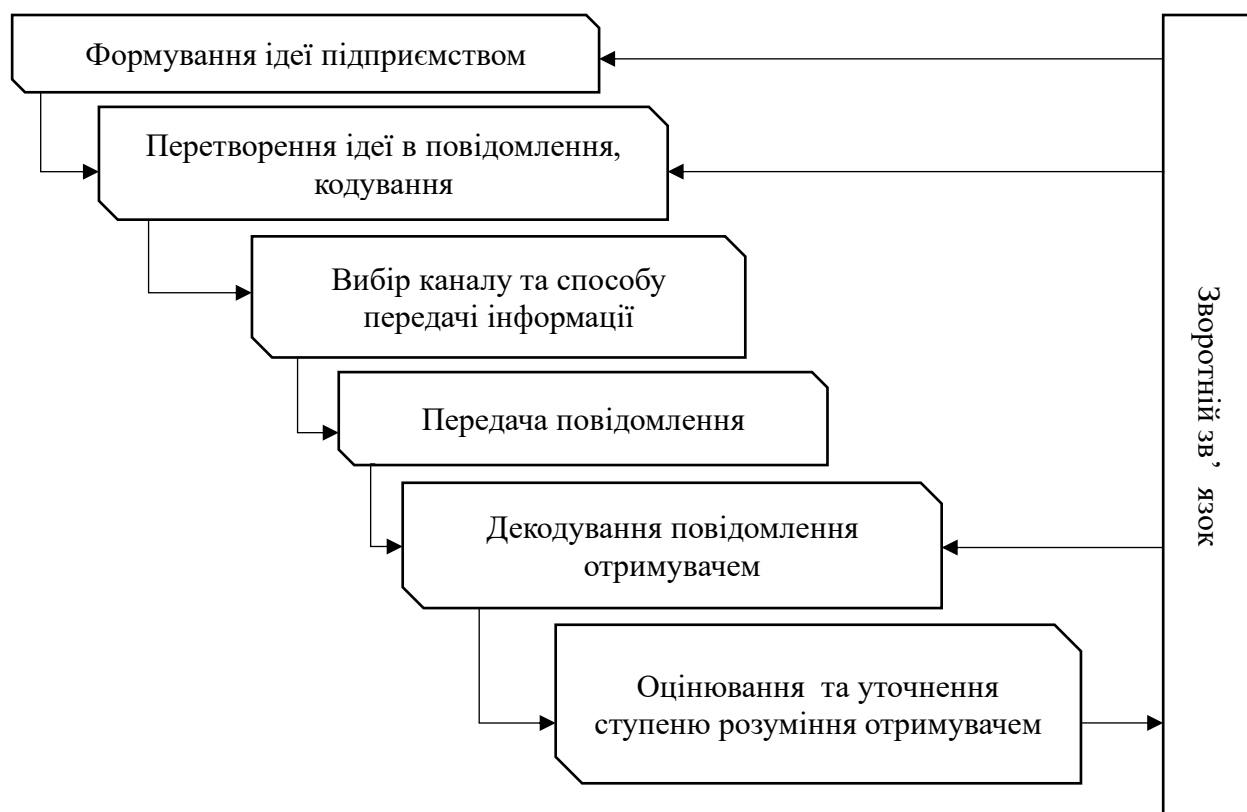 Формування ідеї підприємством
Перетворення ідеї в повідомлення,
кодування
Вибір каналу та способу
передачі інформації
Передача повідомлення
Декодування повідомлення
отримувачем
Оцінювання  та уточнення
ступеню розуміння отримувачем
Зворотній зв’ язок